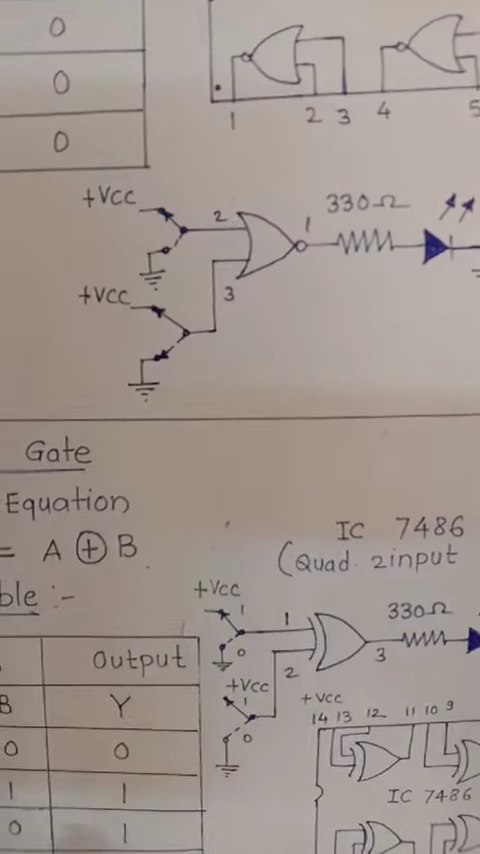 0
0
0
1 2 3 4 5
+VCC
2
1
330Ω
+VCC
3
Gate
Equation
= A ⊕ B
IC 7486
(Quad. 2input
ble :-
+VCC
1
0
1
2
3
330Ω
+VCC
1
0
Output
B Y
0 0
1 1
0 1
+VCC
14 13 12 11 10 9
IC 7486